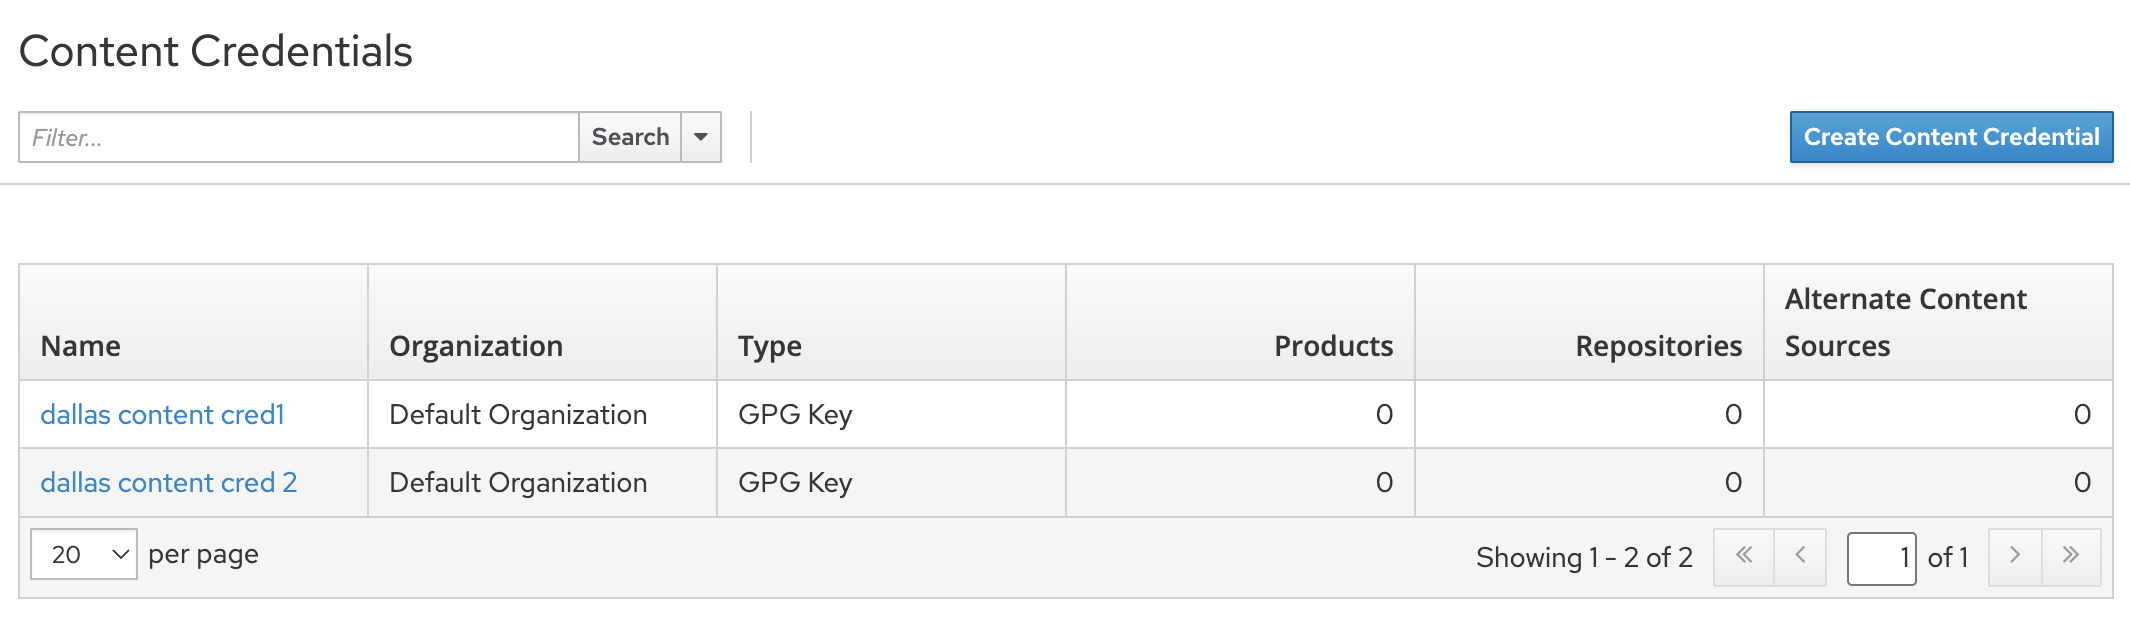 Content Credentials
Filter... Search Create Content Credential
Name Organization Type Products Repositories Alternate Content Sources
dallas content cred1 Default Organization GPG Key 0 0 0
dallas content cred 2 Default Organization GPG Key 0 0 0
20 per page Showing 1 - 2 of 2 « ‹ 1 of 1 › »